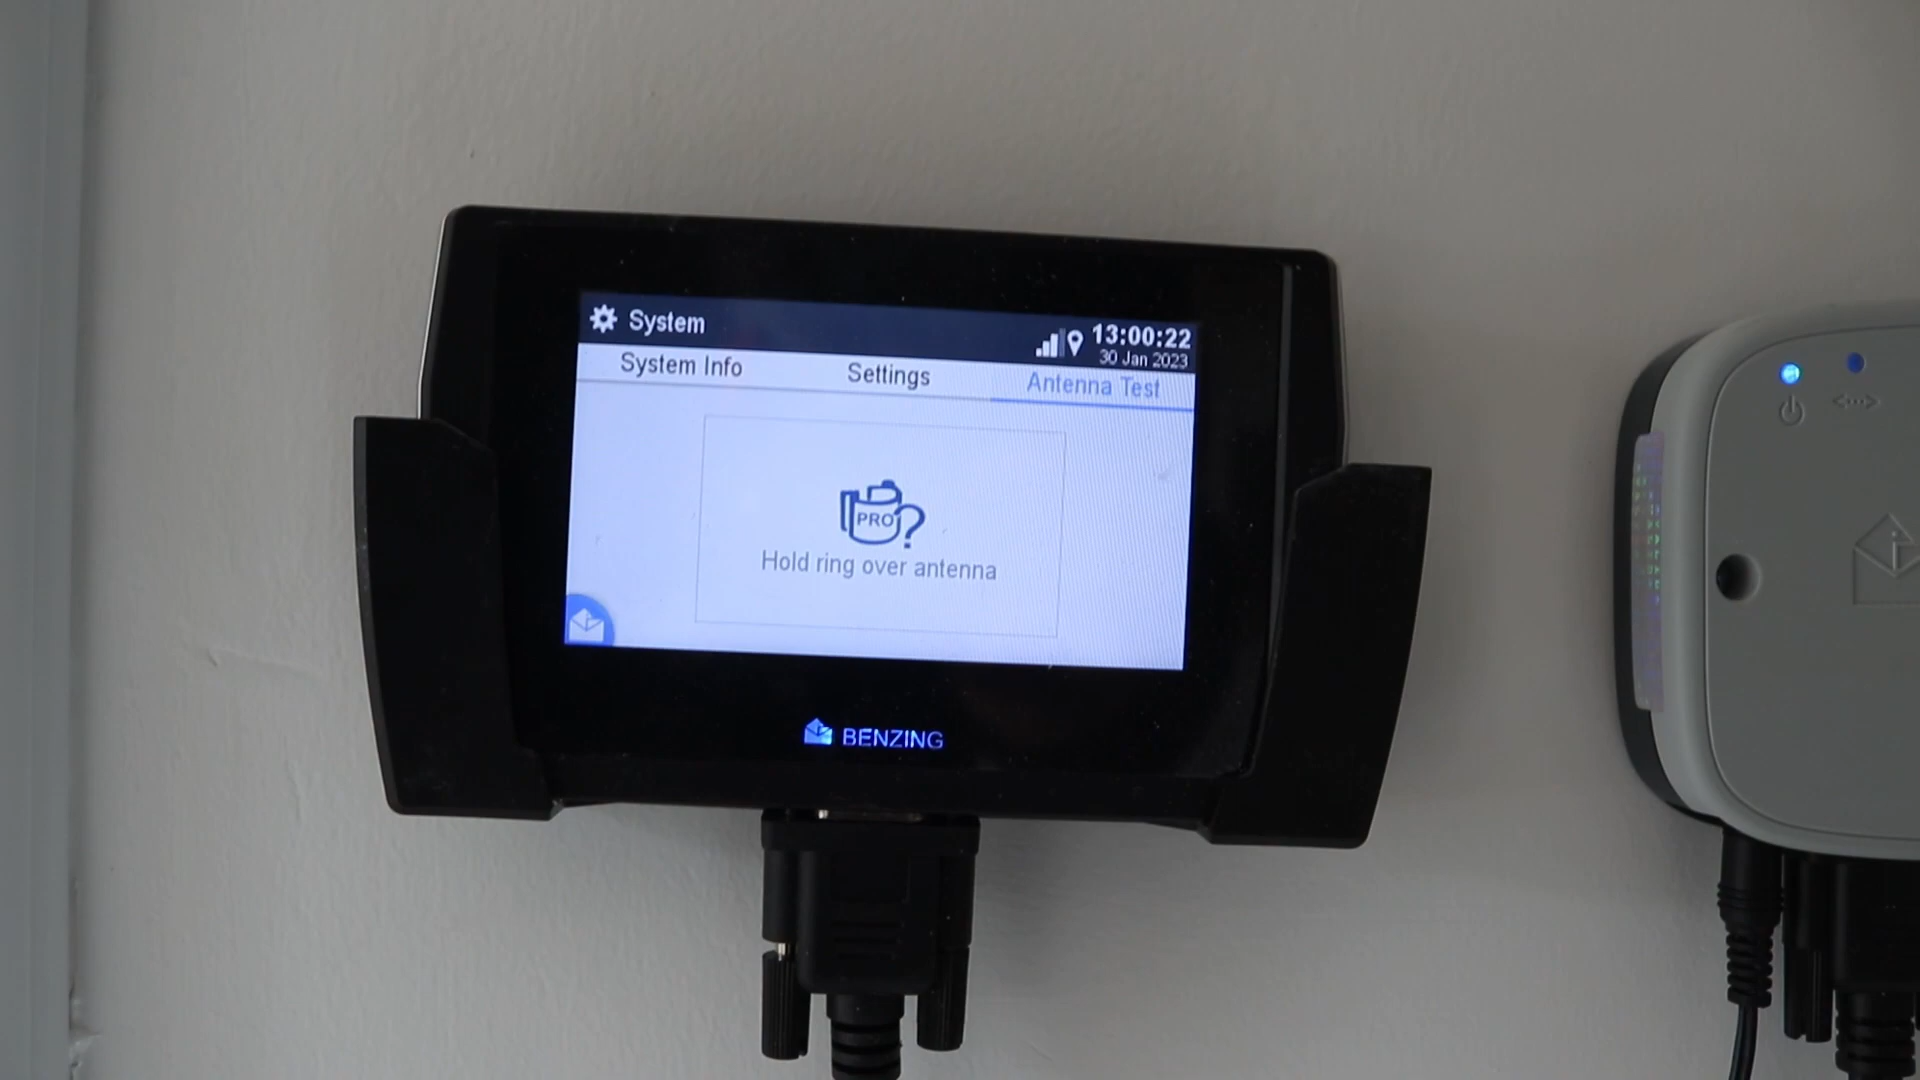 System
13:00:22
30 Jan 2023
System Info
Settings
Antenna Test
PRO
Hold ring over antenna
BENZING